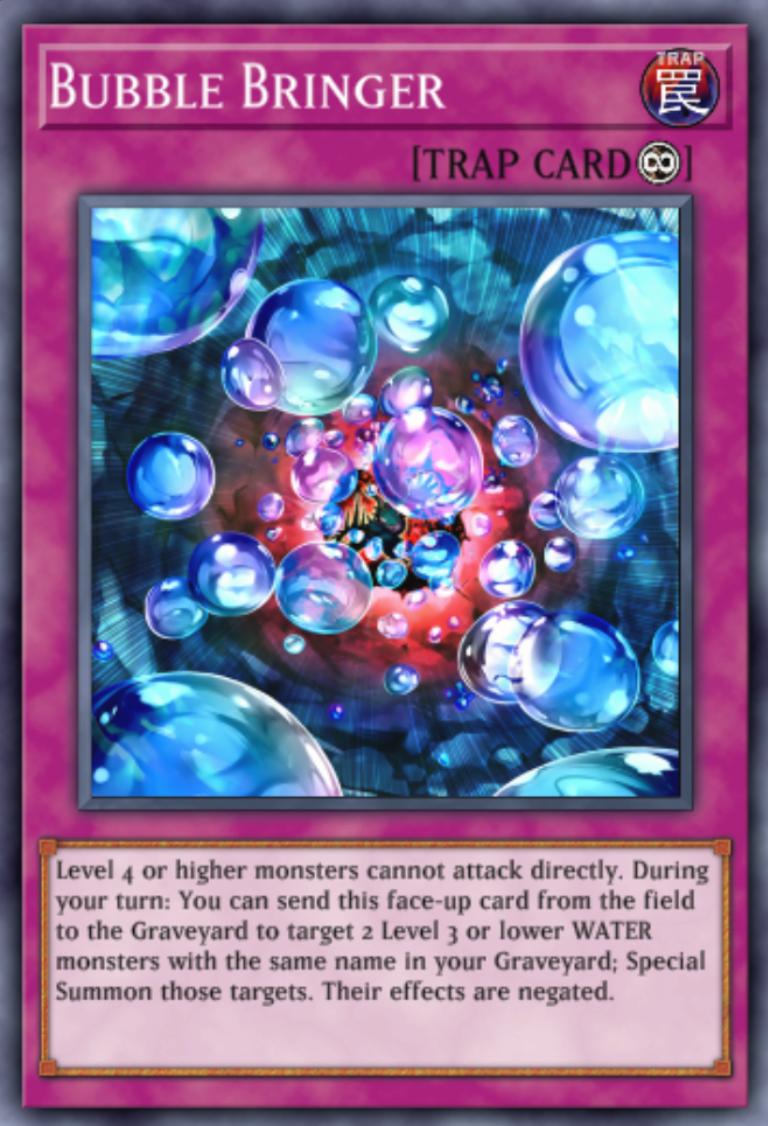 BUBBLE BRINGER
TRAP
罠
[TRAP CARD♾]
Level 4 or higher monsters cannot attack directly. During
your turn: You can send this face-up card from the field
to the Graveyard to target 2 Level 3 or lower WATER
monsters with the same name in your Graveyard; Special
Summon those targets. Their effects are negated.